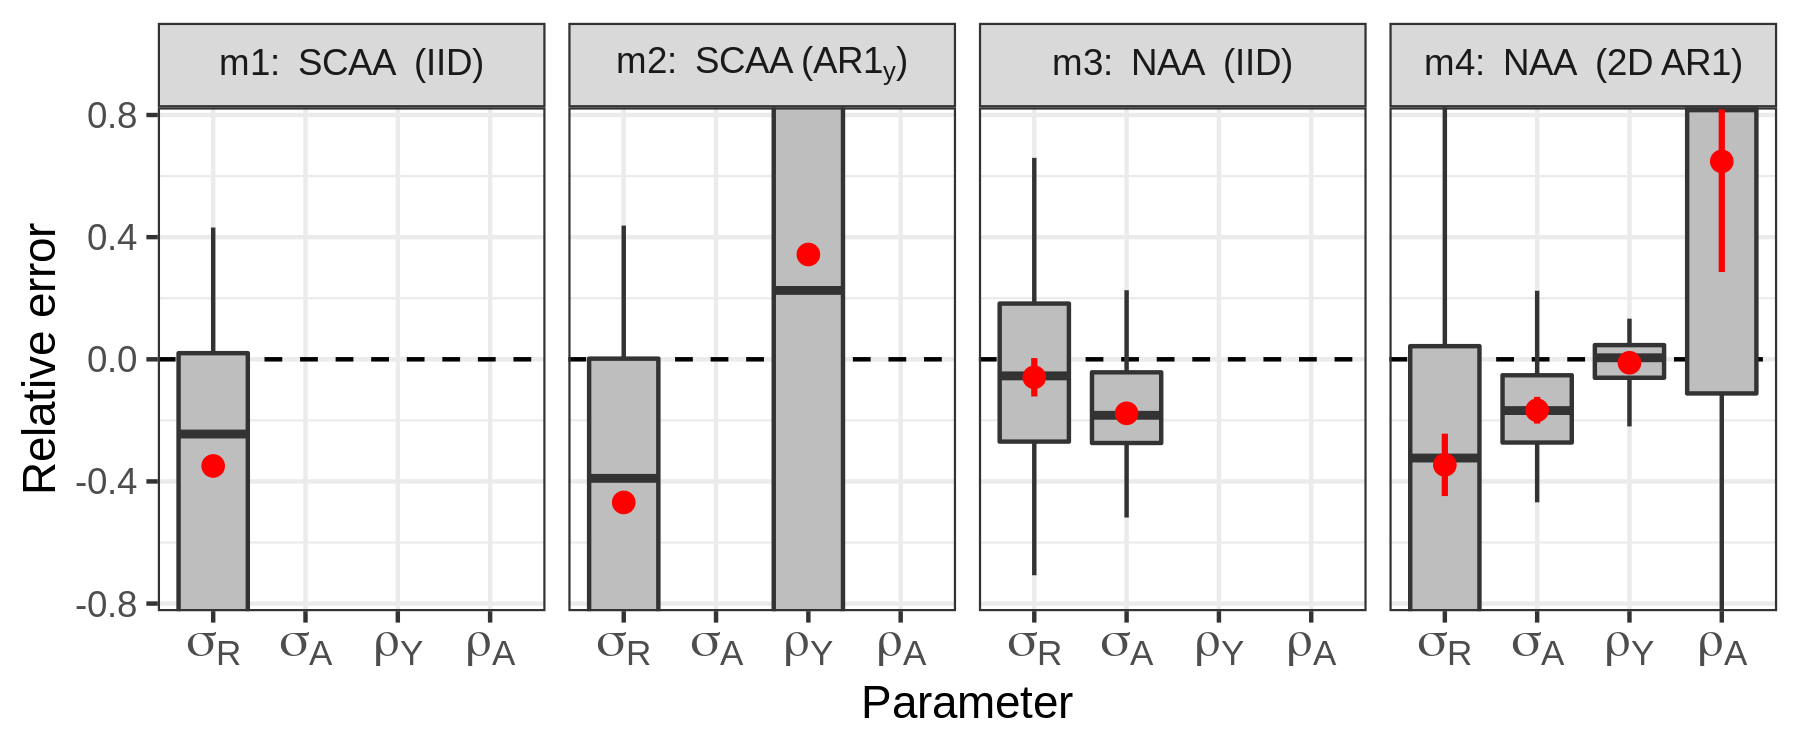 m1:  SCAA  (IID)
m2:  SCAA (AR1y)
m3:  NAA  (IID)
m4:  NAA  (2D AR1)
Relative error
0.8
0.4
0.0
-0.4
-0.8
σR σA ρY ρA
σR σA ρY ρA
σR σA ρY ρA
σR σA ρY ρA
Parameter